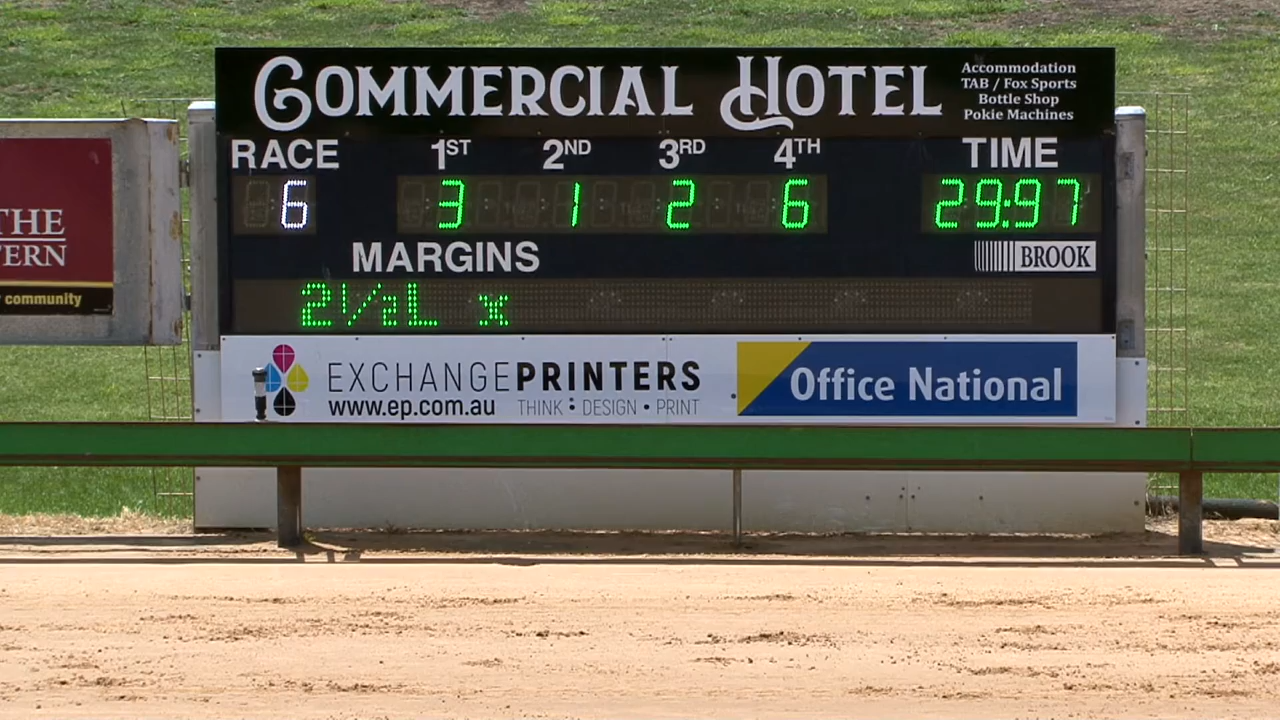 COMMERCIAL HOTEL
Accommodation
TAB / Fox Sports
Bottle Shop
Pokie Machines
RACE 1ST 2ND 3RD 4TH TIME
6 3 1 2 6 29:97
MARGINS
BROOK
2½L x
THE
TERN
community
EXCHANGEPRINTERS
www.ep.com.au THINK • DESIGN • PRINT
Office National